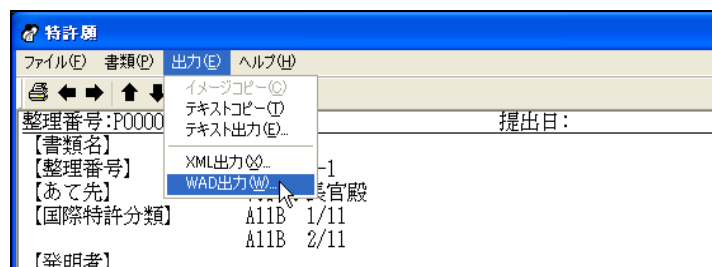 特許願
ファイル(F) 書類(P) 出力(E) ヘルプ(H)
イメージコピー(C)
テキストコピー(T)
テキスト出力(E)...
XML出力(X)...
WAD出力(W)...
整理番号:P0000 提出日:
【書類名】
【整理番号】 -1
【あて先】 長官殿
【国際特許分類】 A11B 1/11
A11B 2/11
【発明者】